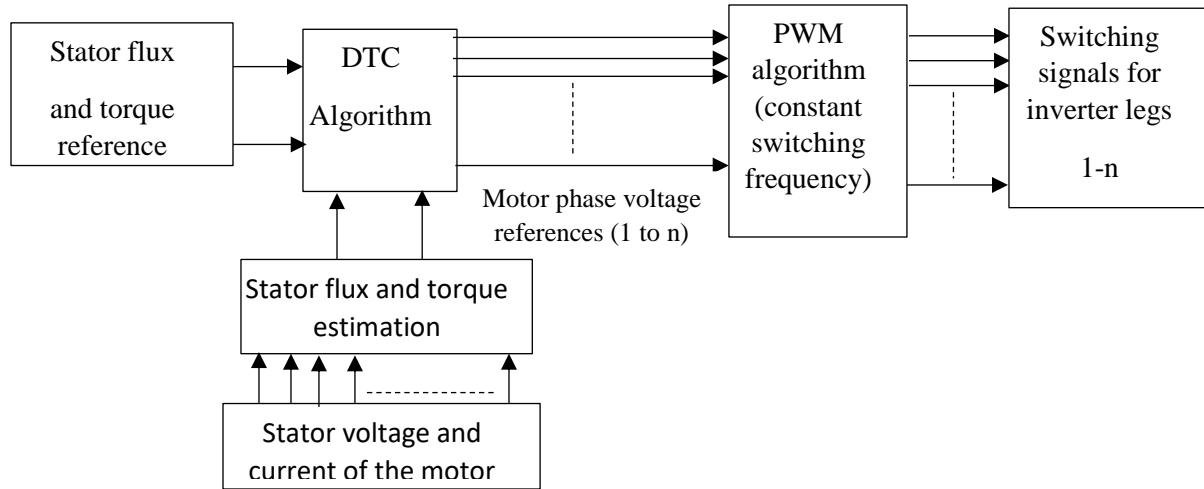 Stator flux
and torque
reference
DTC
Algorithm
PWM
algorithm
(constant
switching
frequency)
Switching
signals for
inverter legs
1-n
Motor phase voltage
references (1 to n)
Stator flux and torque
estimation
Stator voltage and
current of the motor